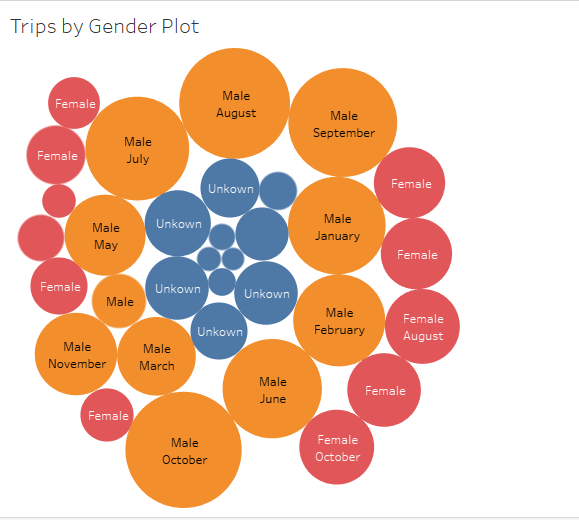 Trips by Gender Plot
Male
August
Female
Male
September
Male
July
Female
Female
Unkown
Unkown
Male
January
Male
May
Female
Female
Unkown
Unkown
Male
Male
February
Female
August
Unkown
Male
November
Male
March
Male
June
Female
Female
Female
October
Male
October